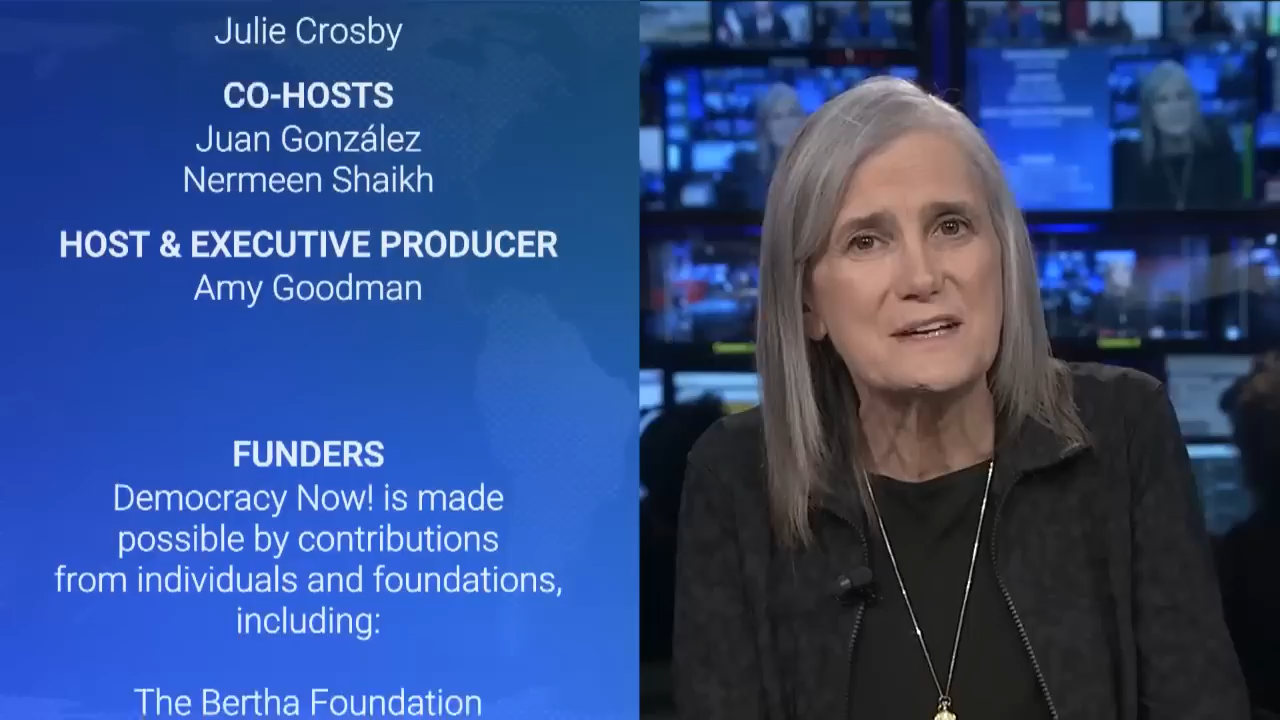 Julie Crosby
CO-HOSTS
Juan González
Nermeen Shaikh
HOST & EXECUTIVE PRODUCER
Amy Goodman
FUNDERS
Democracy Now! is made
possible by contributions
from individuals and foundations,
including:
The Bertha Foundation